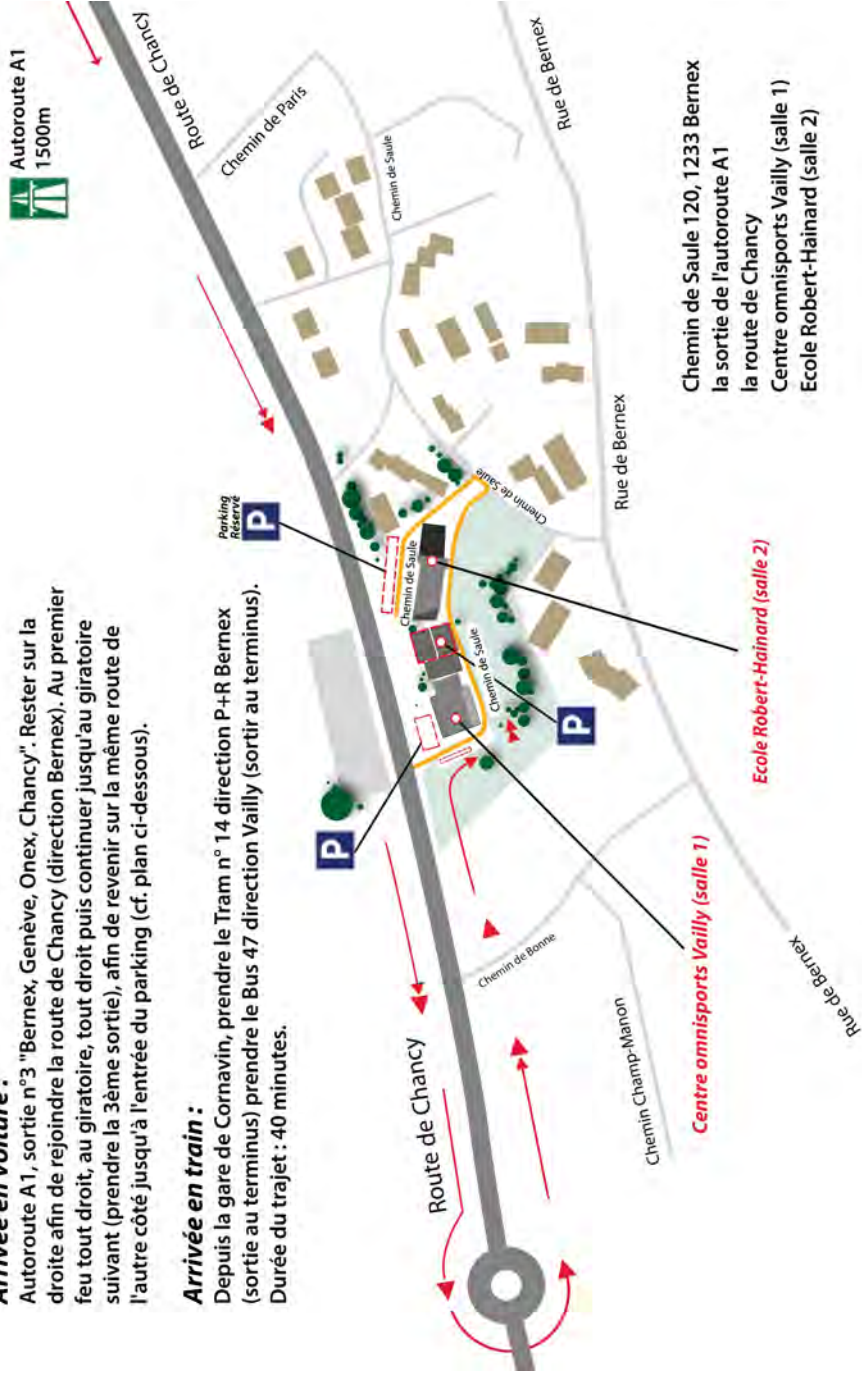 Arrivée en voiture :
Autoroute A1, sortie n°3 "Bernex, Genève, Onex, Chancy". Rester sur la
droite afin de rejoindre la route de Chancy (direction Bernex). Au premier
feu tout droit, au giratoire, tout droit puis continuer jusqu'au giratoire
suivant (prendre la 3ème sortie), afin de revenir sur la même route de
l'autre côté jusqu'à l'entrée du parking (cf. plan ci-dessous).
Arrivée en train :
Depuis la gare de Cornavin, prendre le Tram n° 14 direction P+R Bernex
(sortie au terminus) prendre le Bus 47 direction Vailly (sortir au terminus).
Durée du trajet : 40 minutes.
Autoroute A1
1500m
Route de Chancy
Chemin de Paris
Parking
Réservé
P
Chemin de Saule
P
Chemin de Saule
Route de Chancy
Chemin de Saule
Chemin de Saule
P
Rue de Bernex
Chemin de Bonne
Rue de Bernex
Chemin Champ-Manon
Centre omnisports Vailly (salle 1)
Ecole Robert-Hainard (salle 2)
Rue de Bernex
Chemin de Saule 120, 1233 Bernex
la sortie de l'autoroute A1
la route de Chancy
Centre omnisports Vailly (salle 1)
Ecole Robert-Hainard (salle 2)